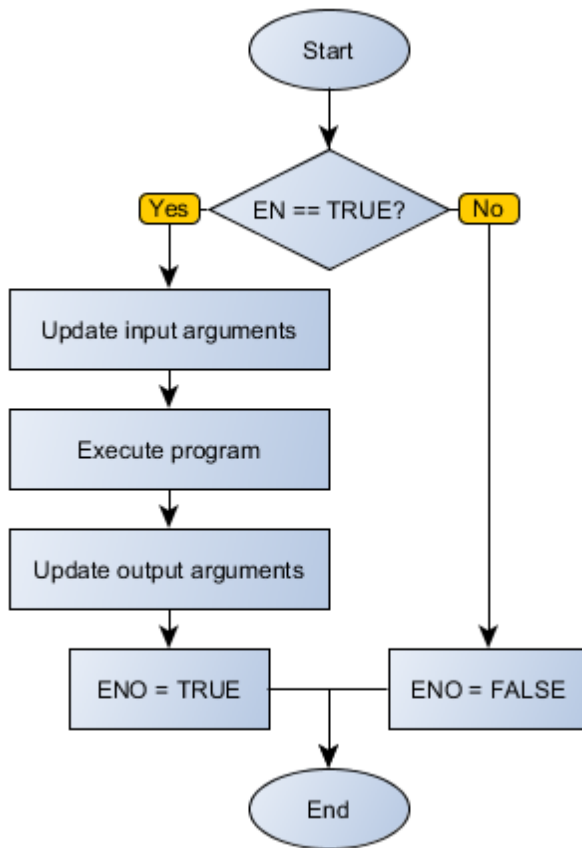 Start
EN == TRUE?
Yes
No
Update input arguments
Execute program
Update output arguments
ENO = TRUE
ENO = FALSE
End